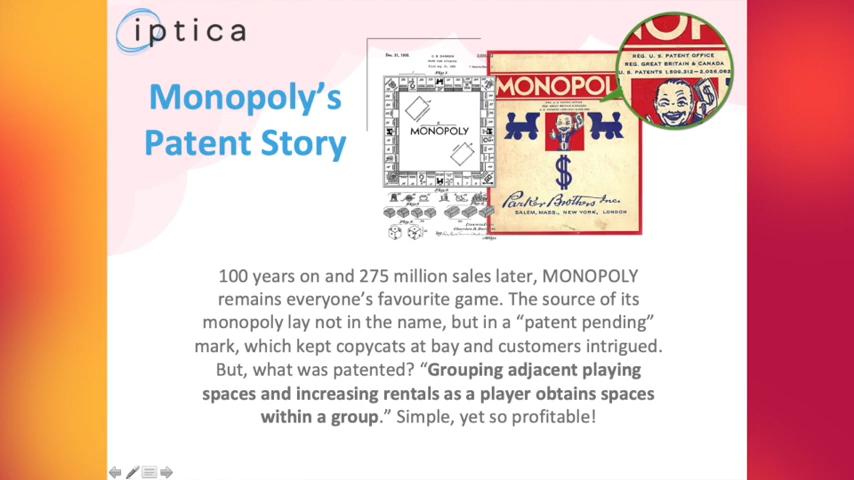 iptica
Monopoly's
Patent Story
Dec. 31, 1935.
MONOPOLY
MONOPOLY
Parker Brothers Inc.
SALEM, MASS., NEW YORK, LONDON
REG. U. S. PATENT OFFICE
REG. GREAT BRITAIN & CANADA
100 years on and 275 million sales later, MONOPOLY
remains everyone's favourite game. The source of its
monopoly lay not in the name, but in a “patent pending”
mark, which kept copycats at bay and customers intrigued.
But, what was patented? “Grouping adjacent playing
spaces and increasing rentals as a player obtains spaces
within a group.” Simple, yet so profitable!